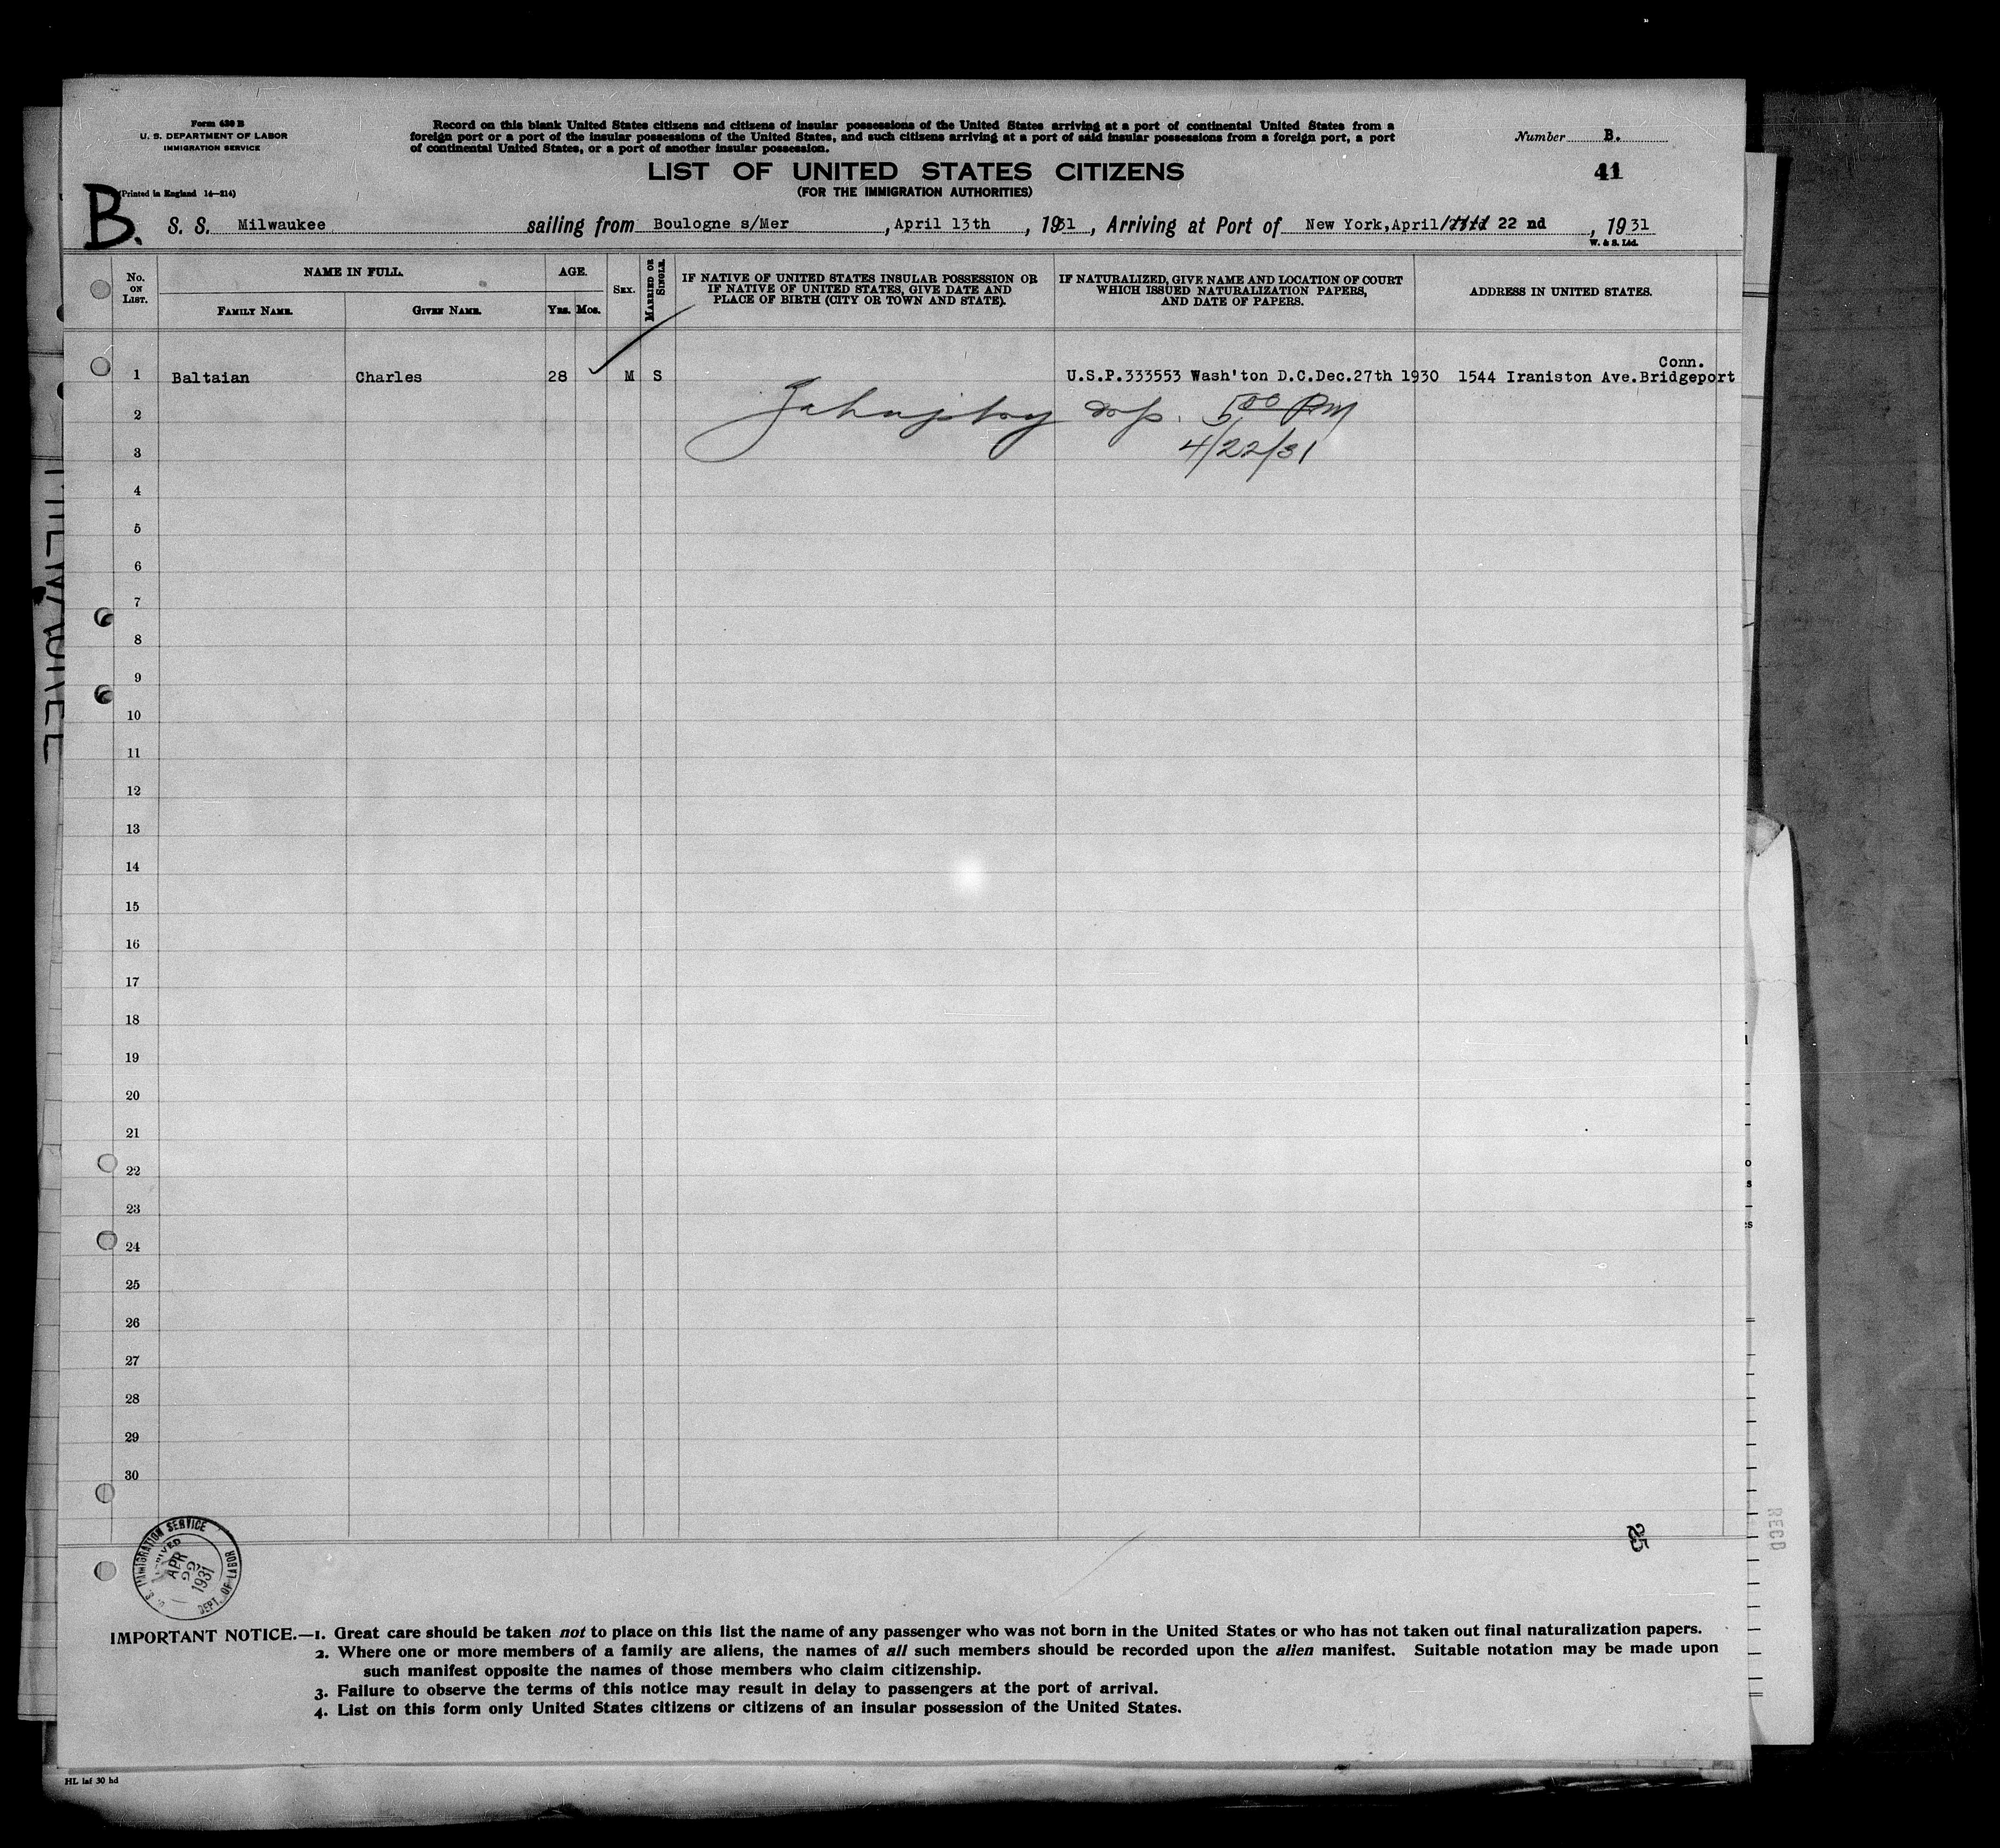 Form 630 B
U. S. DEPARTMENT OF LABOR
IMMIGRATION SERVICE
(Printed in England 14—214)
Record on this blank United States citizens and citizens of insular possessions of the United States arriving at a port of continental United States from a
foreign port or a port of the insular possessions of the United States, and such citizens arriving at a port of said insular possessions from a foreign port, a port
of continental United States, or a port of another insular possession.
Number B.
LIST OF UNITED STATES CITIZENS
41
(FOR THE IMMIGRATION AUTHORITIES)
B.
S. S. Milwaukee sailing from Boulogne s/Mer, April 13th, 1931, Arriving at Port of New York, April 22 nd, 1931
W. & S. Ltd.
No. ON LIST.
NAME IN FULL.
FAMILY NAME.
GIVEN NAME.
AGE.
YRS. MOS.
SEX.
MARRIED OR SINGLE.
IF NATIVE OF UNITED STATES INSULAR POSSESSION OR
IF NATIVE OF UNITED STATES, GIVE DATE AND
PLACE OF BIRTH (CITY OR TOWN AND STATE).
IF NATURALIZED, GIVE NAME AND LOCATION OF COURT
WHICH ISSUED NATURALIZATION PAPERS,
AND DATE OF PAPERS.
ADDRESS IN UNITED STATES.
Conn.
1 Baltaian Charles 28 M S U.S.P.333553 Wash'ton D.C.Dec.27th 1930 1544 Iraniston Ave.Bridgeport
2
5 00 PM
3
4/22/31
4
5
6
7
8
9
10
11
12
13
14
15
16
17
18
19
20
21
22
23
24
25
26
27
28
29
30
25
IMMIGRATION SERVICE
APR 22 1931
DEPT. OF LABOR
RECD
IMPORTANT NOTICE.—1. Great care should be taken not to place on this list the name of any passenger who was not born in the United States or who has not taken out final naturalization papers.
2. Where one or more members of a family are aliens, the names of all such members should be recorded upon the alien manifest. Suitable notation may be made upon
such manifest opposite the names of those members who claim citizenship.
3. Failure to observe the terms of this notice may result in delay to passengers at the port of arrival.
4. List on this form only United States citizens or citizens of an insular possession of the United States.
HL laf 30 hd